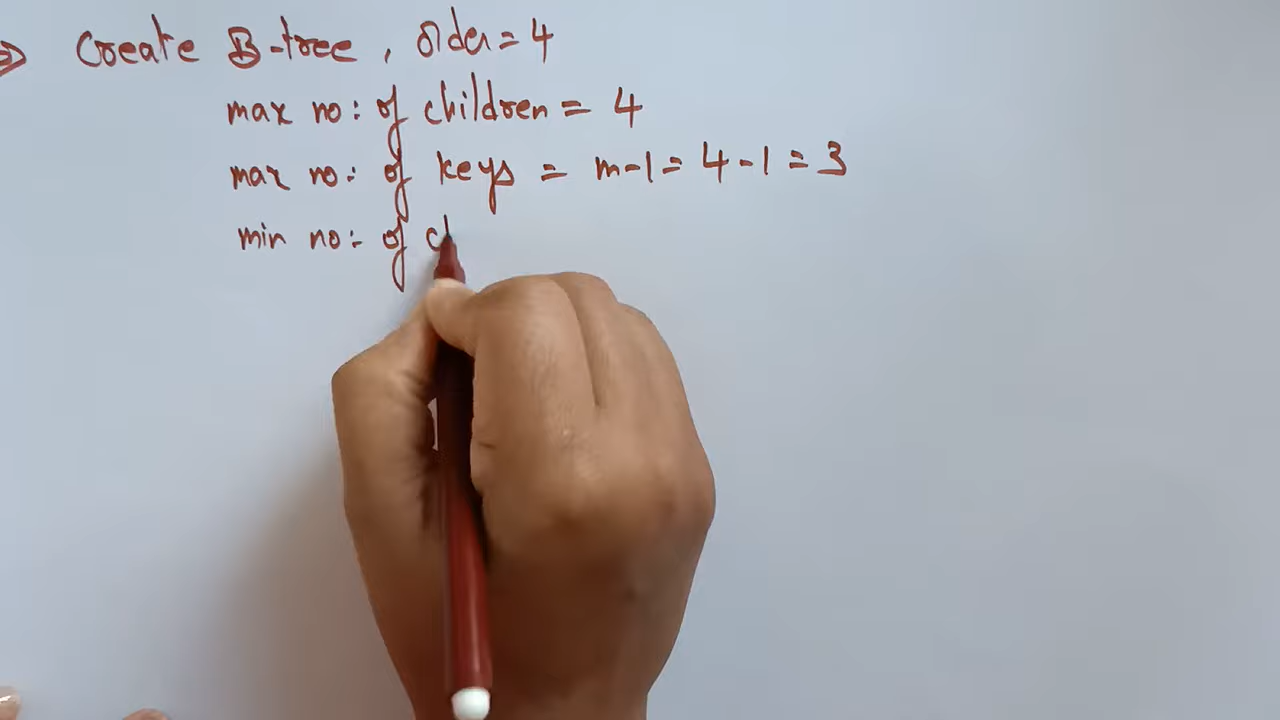 ⇒ Create B-tree, order = 4
max no: of children = 4
max no: of keys = m-1 = 4-1 = 3
min no: of ch